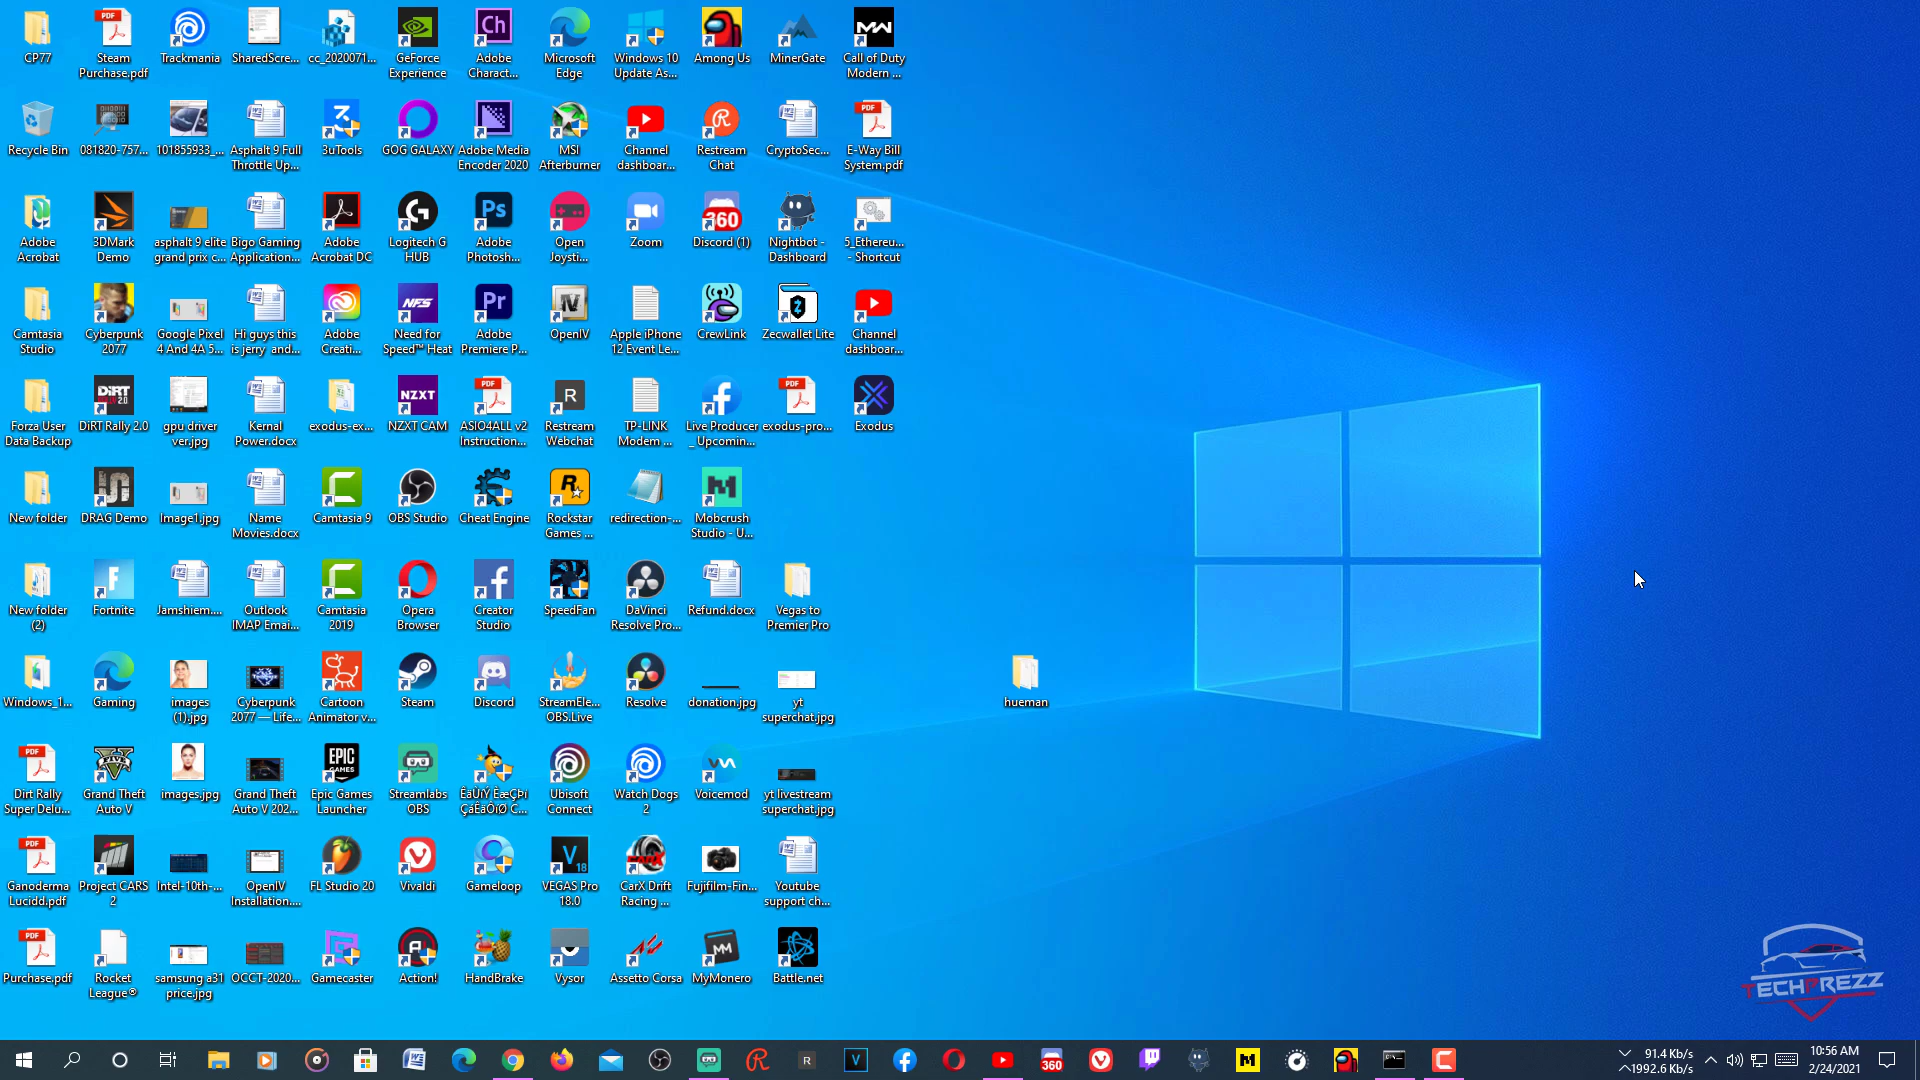 CP77
Steam
Purchase.pdf
Trackmania
SharedScre...
cc_2020071...
GeForce
Experience
Adobe
Charact...
Microsoft
Edge
Windows 10
Update As...
Among Us
MinerGate
Call of Duty
Modern ...
Recycle Bin
081820-757...
101855933_...
Asphalt 9 Full
Throttle Up...
3uTools
GOG GALAXY
Adobe Media
Encoder 2020
MSI
Afterburner
Channel
dashboar...
Restream
Chat
CryptoSec...
E-Way Bill
System.pdf
Adobe
Acrobat
3DMark
Demo
asphalt 9 elite
grand prix c...
Bigo Gaming
Application...
Adobe
Acrobat DC
Logitech G
HUB
Adobe
Photosh...
Open
Joysti...
Zoom
Discord (1)
Nightbot -
Dashboard
5_Ethereu...
- Shortcut
Camtasia
Studio
Cyberpunk
2077
Google Pixel
4 And 4A 5...
Hi guys this
is jerry and...
Adobe
Creati...
Need for
Speed™ Heat
Adobe
Premiere P...
OpenIV
Apple iPhone
12 Event Le...
CrewLink
Zecwallet Lite
Channel
dashboar...
Forza User
Data Backup
DiRT Rally 2.0
gpu driver
ver.jpg
Kernal
Power.docx
exodus-ex...
NZXT CAM
ASIO4ALL v2
Instruction...
Restream
Webchat
TP-LINK
Modem ...
Live Producer
_ Upcomin...
exodus-pro...
Exodus
New folder
DRAG Demo
Image1.jpg
Name
Movies.docx
Camtasia 9
OBS Studio
Cheat Engine
Rockstar
Games ...
redirection-...
Mobcrush
Studio - U...
New folder
(2)
Fortnite
Jamshiem....
Outlook
IMAP Emai...
Camtasia
2019
Opera
Browser
Creator
Studio
SpeedFan
DaVinci
Resolve Pro...
Refund.docx
Vegas to
Premier Pro
Windows_1...
Gaming
images
(1).jpg
Cyberpunk
2077 — Life...
Cartoon
Animator v...
Steam
Discord
StreamEle...
OBS.Live
Resolve
donation.jpg
yt
superchat.jpg
hueman
Dirt Rally
Super Delu...
Grand Theft
Auto V
images.jpg
Grand Theft
Auto V 202...
Epic Games
Launcher
Streamlabs
OBS
Ubisoft
Connect
Watch Dogs
2
Voicemod
yt livestream
superchat.jpg
Ganoderma
Lucidd.pdf
Project CARS
2
Intel-10th-...
OpenIV
Installation....
FL Studio 20
Vivaldi
Gameloop
VEGAS Pro
18.0
CarX Drift
Racing ...
Fujifilm-Fin...
Youtube
support ch...
Purchase.pdf
Rocket
League®
samsung a31
price.jpg
OCCT-2020...
Gamecaster
Action!
HandBrake
Vysor
Assetto Corsa
MyMonero
Battle.net
TECHPREZZ
91.4 Kb/s
1992.6 Kb/s
10:56 AM
2/24/2021